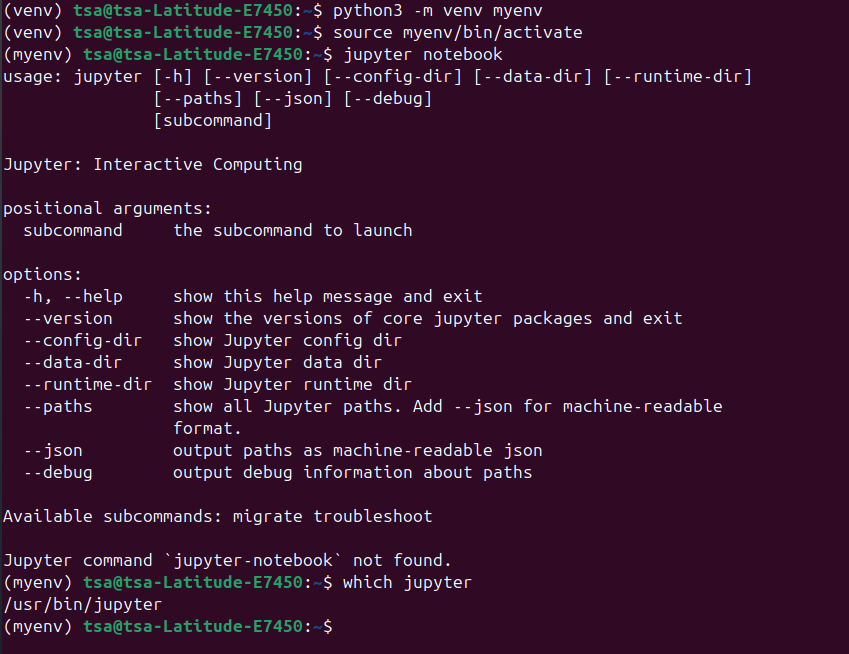 (venv) tsa@tsa-Latitude-E7450:~$ python3 -m venv myenv
(venv) tsa@tsa-Latitude-E7450:~$ source myenv/bin/activate
(myenv) tsa@tsa-Latitude-E7450:~$ jupyter notebook
usage: jupyter [-h] [--version] [--config-dir] [--data-dir] [--runtime-dir]
               [--paths] [--json] [--debug]
               [subcommand]

Jupyter: Interactive Computing

positional arguments:
  subcommand     the subcommand to launch

options:
  -h, --help     show this help message and exit
  --version      show the versions of core jupyter packages and exit
  --config-dir   show Jupyter config dir
  --data-dir     show Jupyter data dir
  --runtime-dir  show Jupyter runtime dir
  --paths        show all Jupyter paths. Add --json for machine-readable
                 format.
  --json         output paths as machine-readable json
  --debug        output debug information about paths

Available subcommands: migrate troubleshoot

Jupyter command `jupyter-notebook` not found.
(myenv) tsa@tsa-Latitude-E7450:~$ which jupyter
/usr/bin/jupyter
(myenv) tsa@tsa-Latitude-E7450:~$